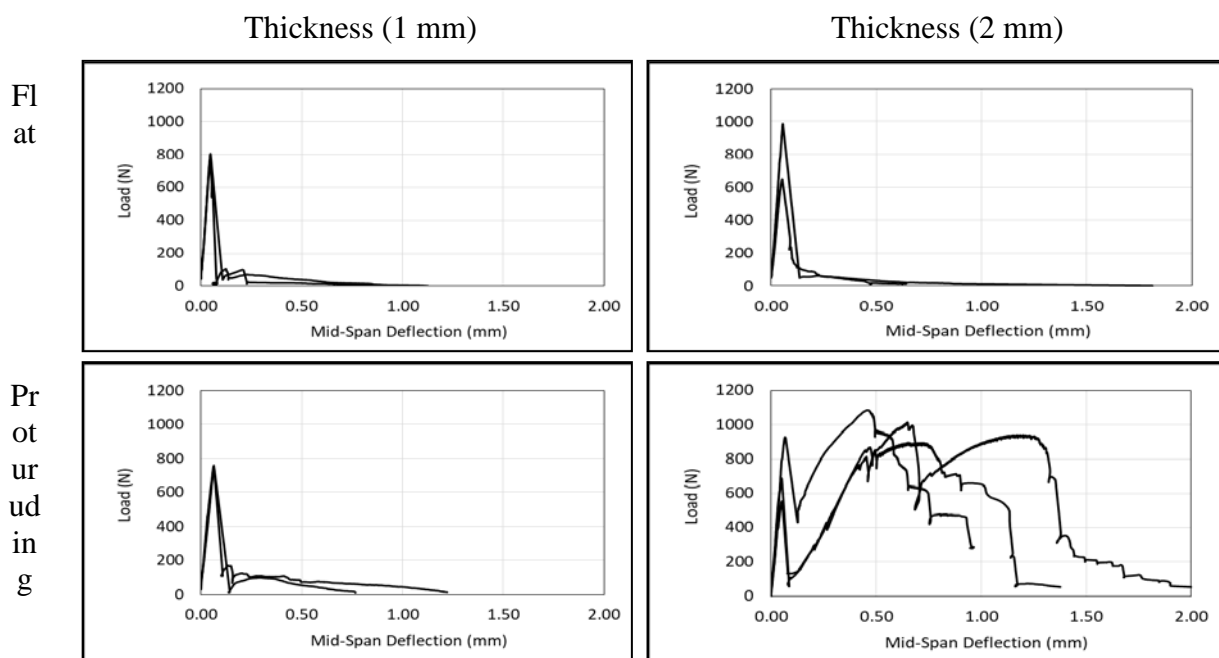 Thickness (1 mm)
Thickness (2 mm)
Fl
at
1200
1000
800
600
400
200
0
Load (N)
0.00 0.50 1.00 1.50 2.00
Mid-Span Deflection (mm)
1200
1000
800
600
400
200
0
Load (N)
0.00 0.50 1.00 1.50 2.00
Mid-Span Deflection (mm)
Pr
ot
ur
ud
in
g
1200
1000
800
600
400
200
0
Load (N)
0.00 0.50 1.00 1.50 2.00
Mid-Span Deflection (mm)
1200
1000
800
600
400
200
0
Load (N)
0.00 0.50 1.00 1.50 2.00
Mid-Span Deflection (mm)